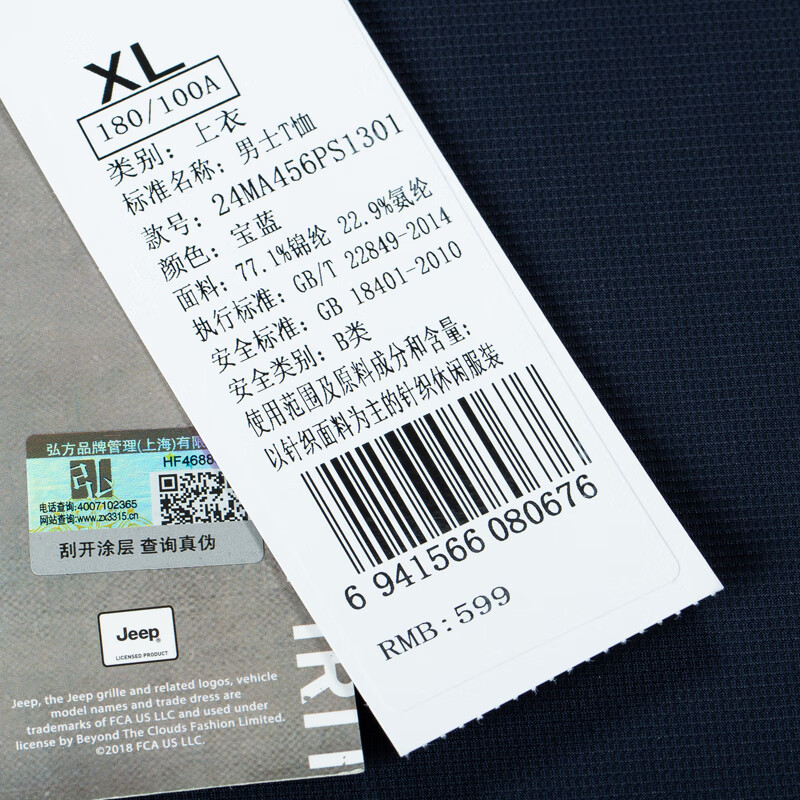 XL
180/100A
类别: 上衣
标准名称: 男士T恤
款号: 24MA456PS1301
颜色: 宝蓝
面料: 77.1%锦纶 22.9%氨纶
执行标准: GB/T 22849-2014
安全标准: GB 18401-2010
安全类别: B类
使用范围及原料成分和含量:
以针织面料为主的针织休闲服装
6 941566 080676
RMB:599
弘方品牌管理(上海)有限
HF4688
弘
电话查询:4007102365
网站查询:www.zx3315.cn
刮开涂层 查询真伪
Jeep
LICENSED PRODUCT
Jeep, the Jeep grille and related logos, vehicle
model names and trade dress are
trademarks of FCA US LLC and used under
license by Beyond The Clouds Fashion Limited.
©2018 FCA US LLC.